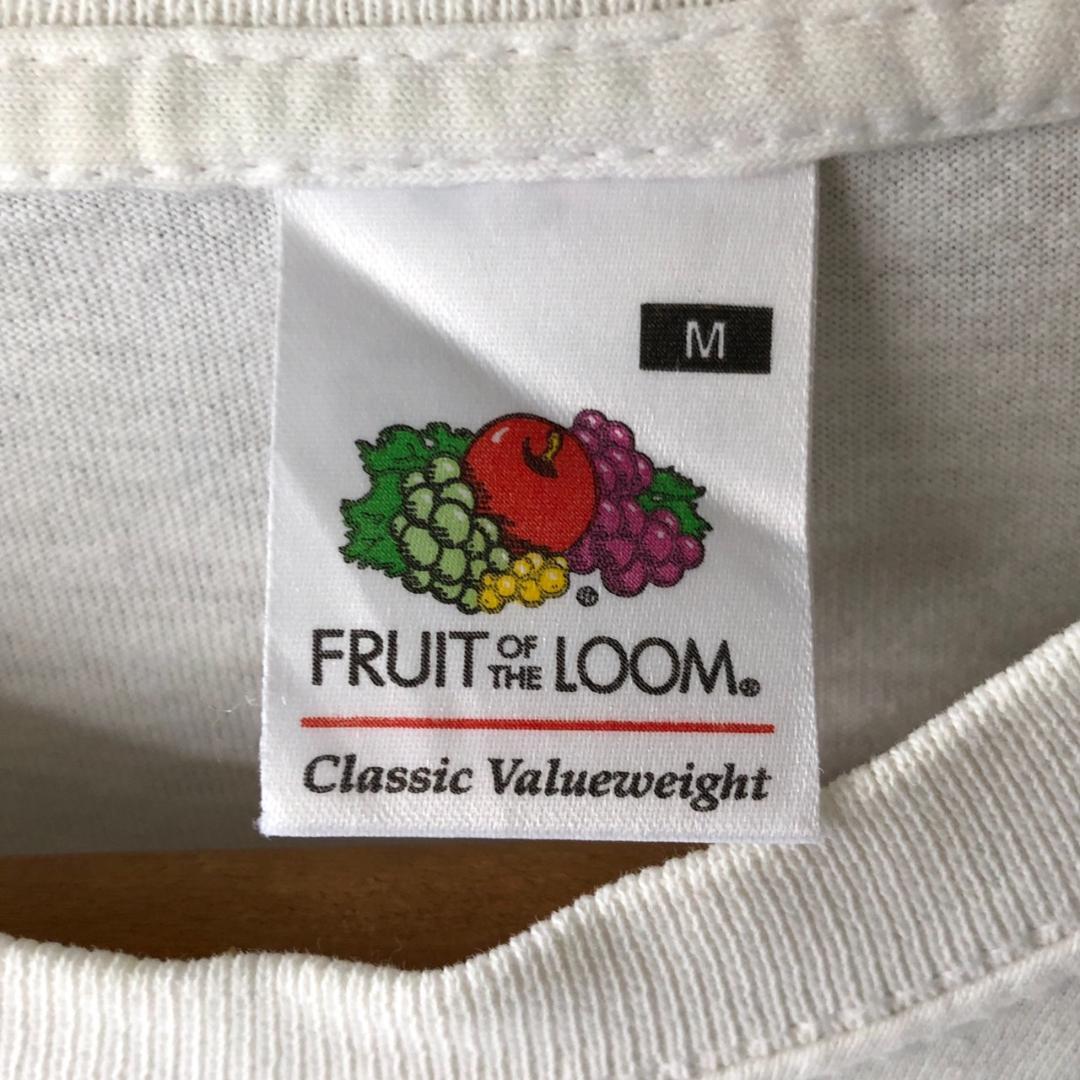 M
FRUIT OF THE LOOM®
Classic Valueweight